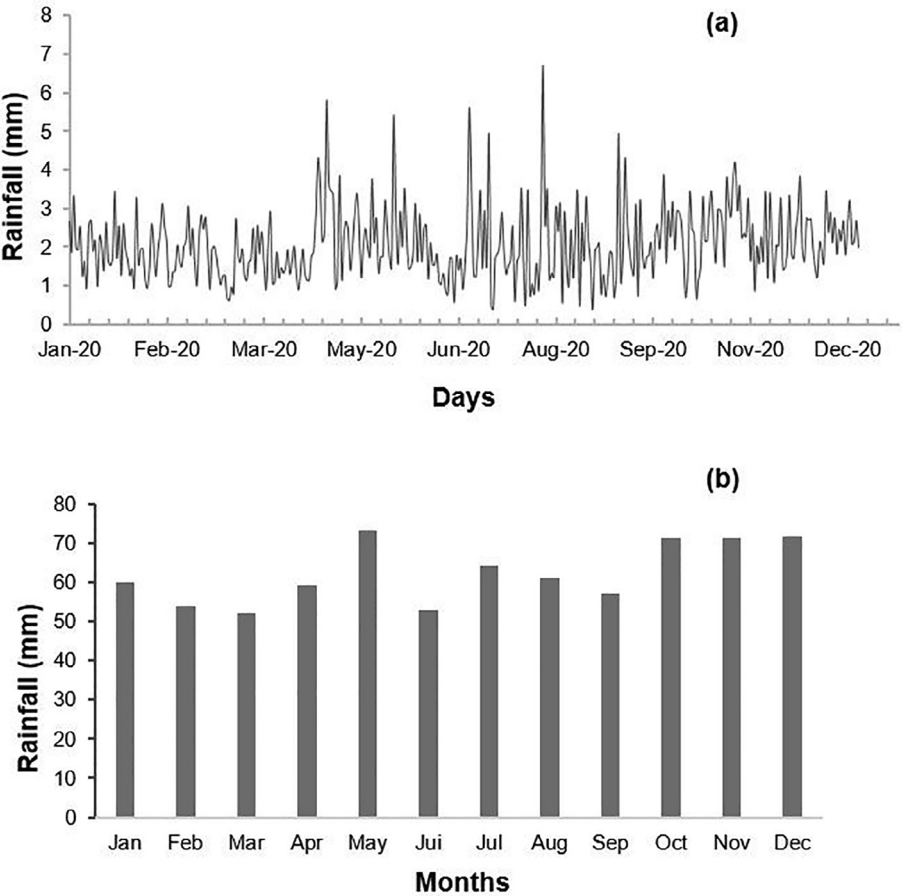 (a)
Rainfall (mm)
8
7
6
5
4
3
2
1
0
Jan-20 Feb-20 Mar-20 May-20 Jun-20 Aug-20 Sep-20 Nov-20 Dec-20
Days
(b)
Rainfall (mm)
80
70
60
50
40
30
20
10
0
Jan Feb Mar Apr May Jui Jul Aug Sep Oct Nov Dec
Months